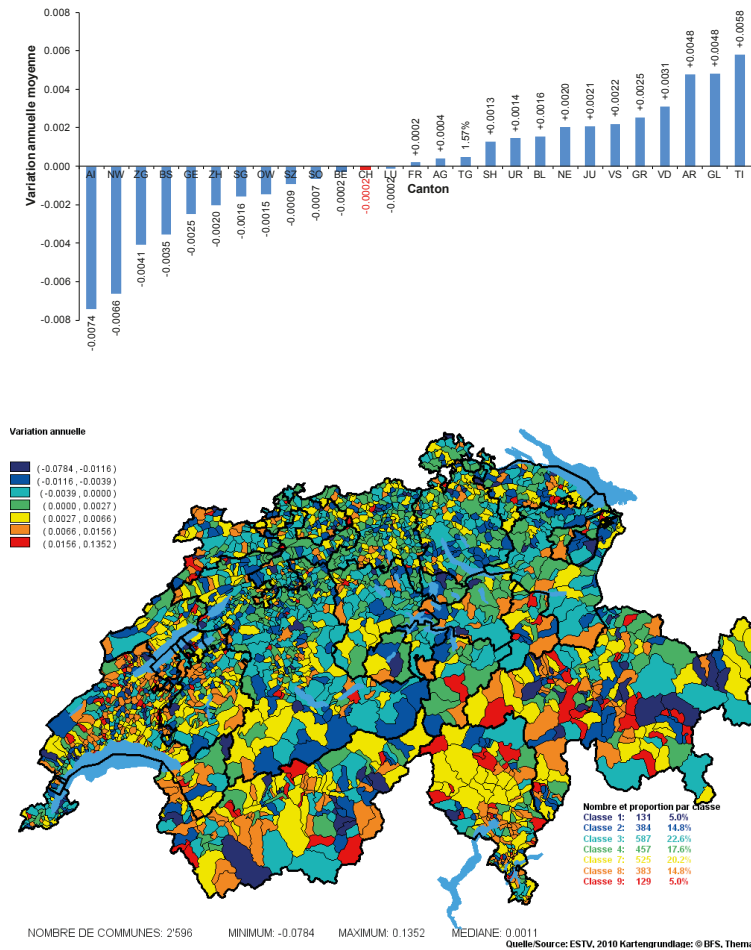 0.008
0.006
0.004
0.002
0.000
-0.002
-0.004
-0.006
-0.008
Variation annuelle moyenne
Canton
AI NW ZG BS GE ZH SG OW SZ SO BE CH LU FR AG TG SH UR BL NE JU VS GR VD AR GL TI
-0.0074 -0.0066 -0.0041 -0.0035 -0.0025 -0.0020 -0.0016 -0.0015 -0.0009 -0.0007 -0.0002 -0.0002 -0.0002 +0.0002 +0.0004 1.57% +0.0013 +0.0014 +0.0016 +0.0020 +0.0021 +0.0022 +0.0025 +0.0031 +0.0048 +0.0048 +0.0058
Variation annuelle
(-0.0784 , -0.0116 )
(-0.0116 , -0.0039 )
(-0.0039 , 0.0000 )
( 0.0000 , 0.0027 )
( 0.0027 , 0.0066 )
( 0.0066 , 0.0156 )
( 0.0156 , 0.1352 )
Nombre et proportion par classe
Classe 1: 131 5.0%
Classe 2: 384 14.8%
Classe 3: 587 22.6%
Classe 4: 457 17.6%
Classe 7: 525 20.2%
Classe 8: 383 14.8%
Classe 9: 129 5.0%
NOMBRE DE COMMUNES: 2'596 MINIMUM: -0.0784 MAXIMUM: 0.1352 MEDIANE: 0.0011
Quelle/Source: ESTV, 2010 Kartengrundlage: © BFS, Thema